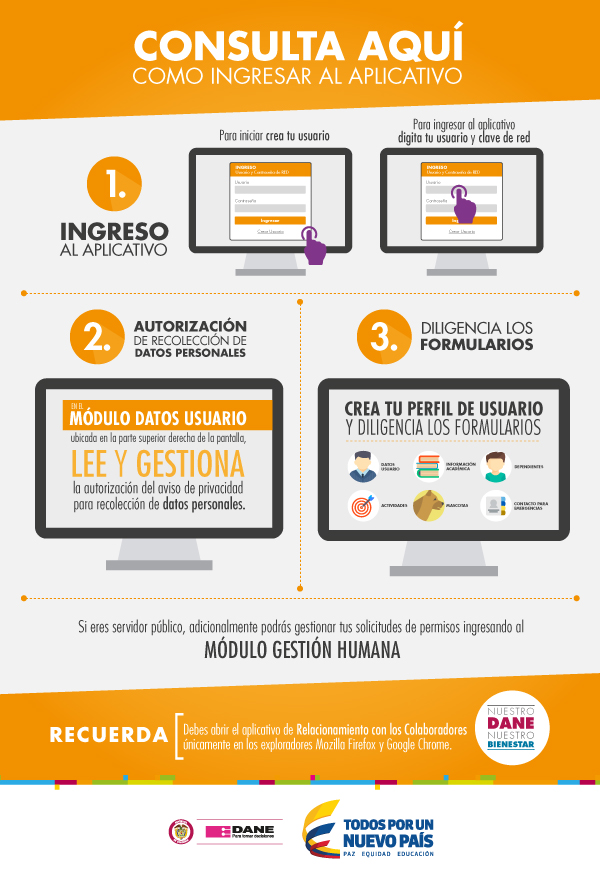 CONSULTA AQUÍ
COMO INGRESAR AL APLICATIVO
1.
INGRESO
AL APLICATIVO
Para iniciar crea tu usuario
INGRESO
Usuario y Contraseña de RED
Usuario
Contraseña
Ingresar
Crear Usuario
Para ingresar al aplicativo
digita tu usuario y clave de red
INGRESO
Usuario y Contraseña de RED
Usuario
Contraseña
Crear Usuario
2.
AUTORIZACIÓN
DE RECOLECCIÓN DE
DATOS PERSONALES
EN EL
MÓDULO DATOS USUARIO
ubicada en la parte superior derecha de la pantalla,
LEE Y GESTIONA
la autorización del aviso de privacidad
para recolección de datos personales.
3.
DILIGENCIA LOS
FORMULARIOS
CREA TU PERFIL DE USUARIO
Y DILIGENCIA LOS FORMULARIOS
DATOS
USUARIO
INFORMACIÓN
ACADÉMICA
DEPENDIENTES
ACTIVIDADES
MASCOTAS
CONTACTO PARA
EMERGENCIAS
Si eres servidor público, adicionalmente podrás gestionar tus solicitudes de permisos ingresando al
MÓDULO GESTIÓN HUMANA
RECUERDA
Debes abrir el aplicativo de Relacionamiento con los Colaboradores
únicamente en los exploradores Mozilla Firefox y Google Chrome.
NUESTRO
DANE
NUESTRO
BIENESTAR
DANE
Para tomar decisiones
TODOS POR UN
NUEVO PAÍS
PAZ EQUIDAD EDUCACIÓN